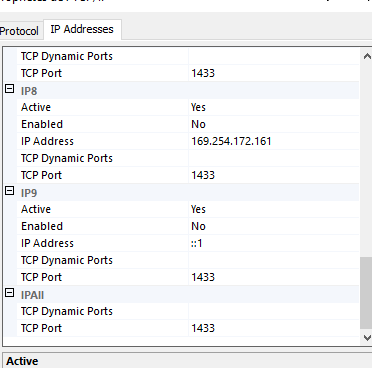 Protocol IP Addresses
TCP Dynamic Ports
TCP Port 1433
IP8
Active Yes
Enabled No
IP Address 169.254.172.161
TCP Dynamic Ports
TCP Port 1433
IP9
Active Yes
Enabled No
IP Address ::1
TCP Dynamic Ports
TCP Port 1433
IPAll
TCP Dynamic Ports
TCP Port 1433
Active